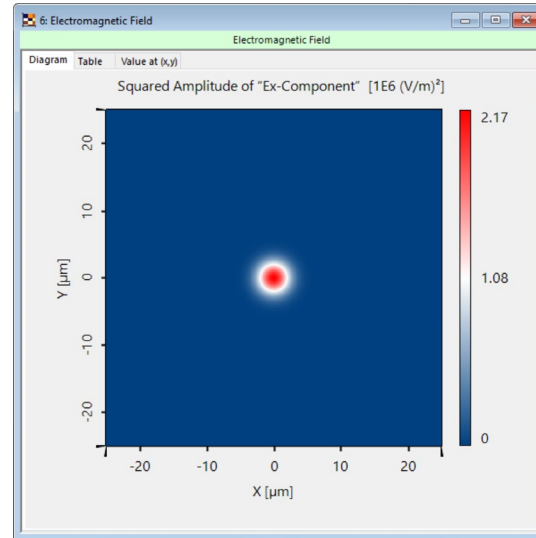 6: Electromagnetic Field
Electromagnetic Field
Diagram Table Value at (x,y)
Squared Amplitude of "Ex-Component" [1E6 (V/m)²]
2.17
1.08
0
20
10
0
-10
-20
Y [µm]
-20 -10 0 10 20
X [µm]